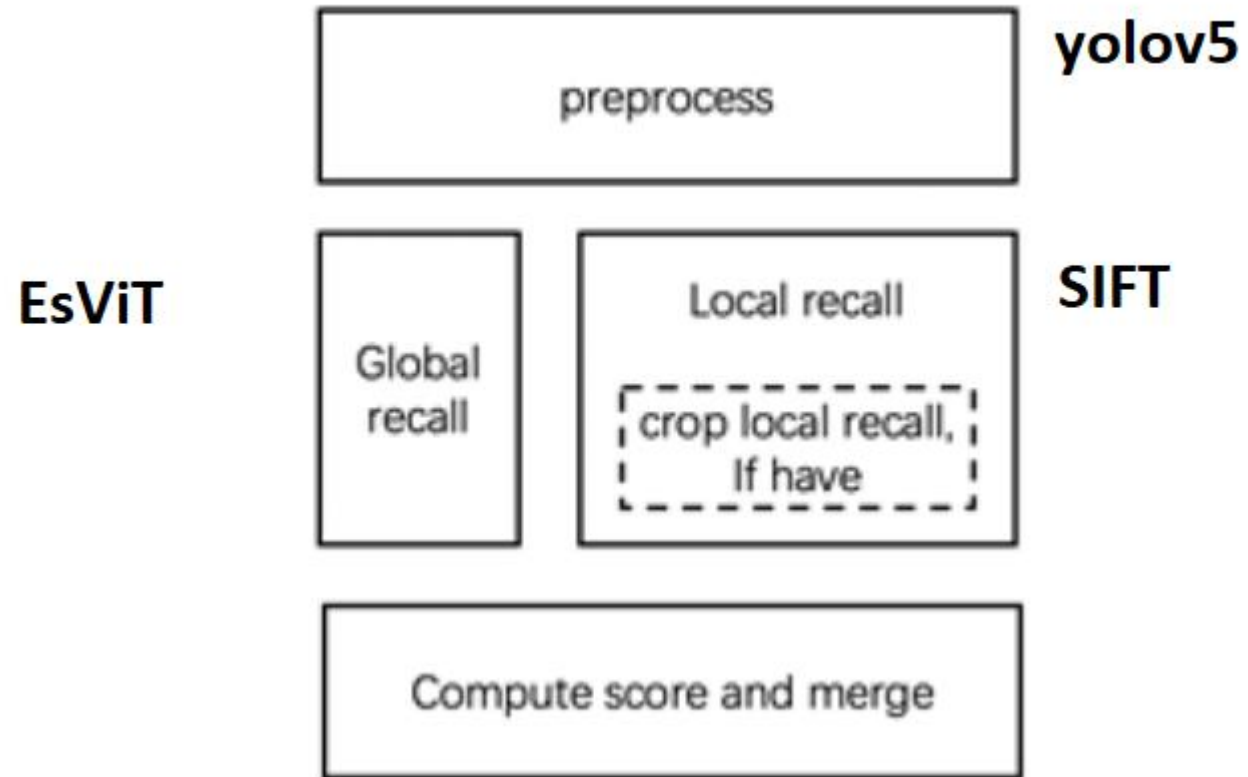 yolov5
preprocess
EsViT
Global
recall
Local recall
crop local recall,
If have
SIFT
Compute score and merge